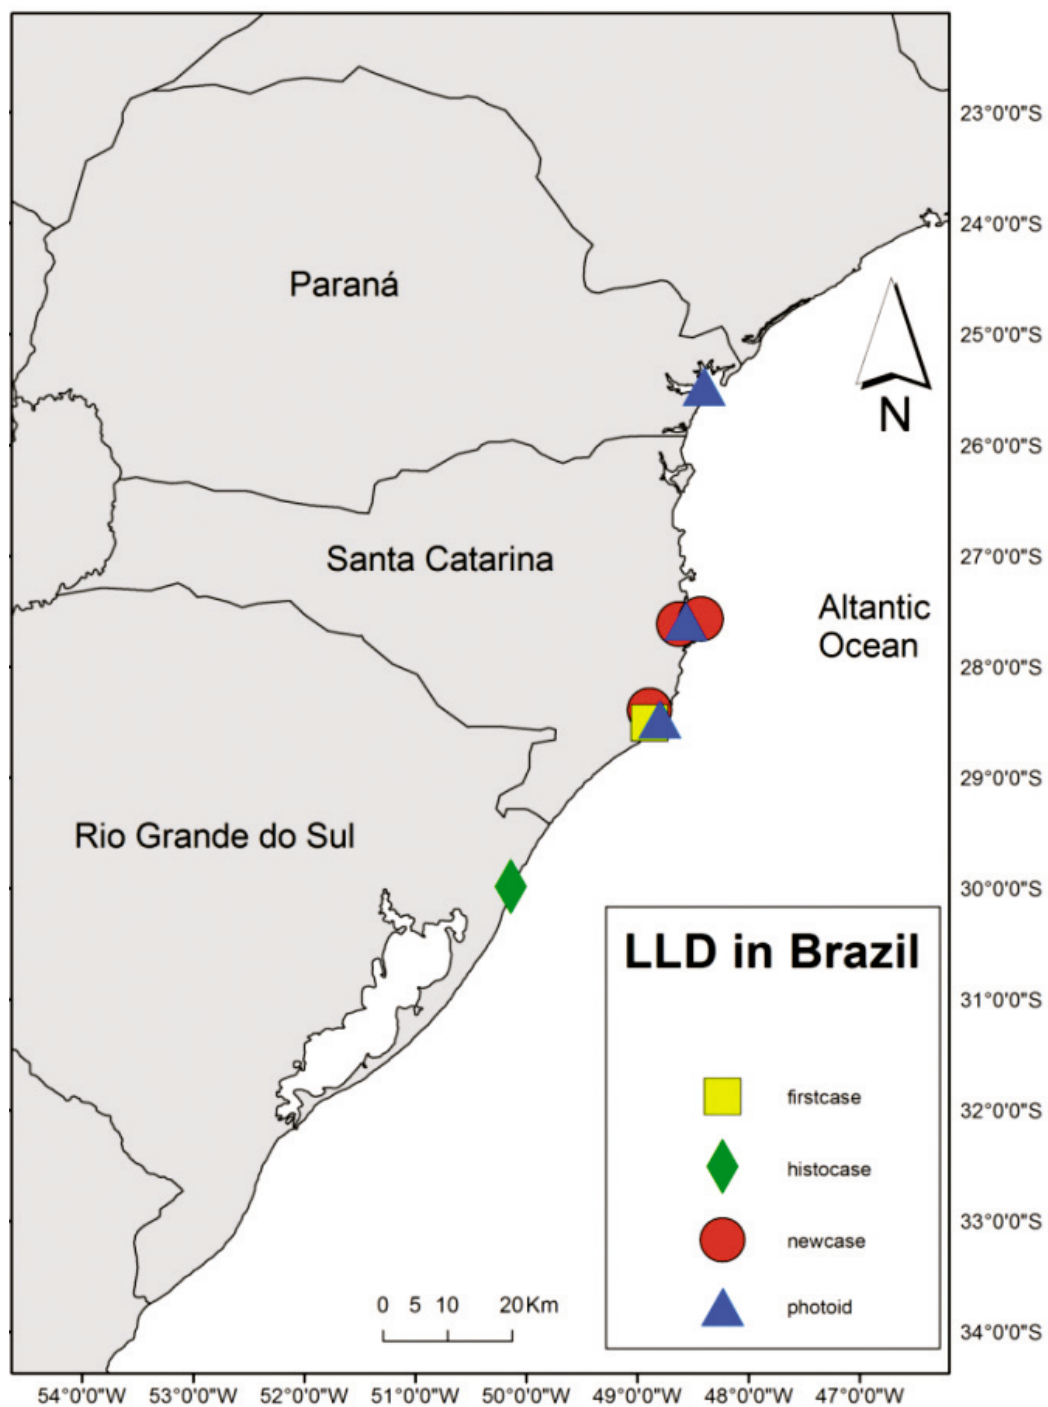 23°0'0"S
24°0'0"S
Paraná
25°0'0"S
N
26°0'0"S
Santa Catarina
27°0'0"S
Altantic
Ocean
28°0'0"S
29°0'0"S
Rio Grande do Sul
30°0'0"S
LLD in Brazil
31°0'0"S
firstcase
32°0'0"S
histocase
33°0'0"S
newcase
0 5 10 20Km
photoid
34°0'0"S
54°0'0"W 53°0'0"W 52°0'0"W 51°0'0"W 50°0'0"W 49°0'0"W 48°0'0"W 47°0'0"W